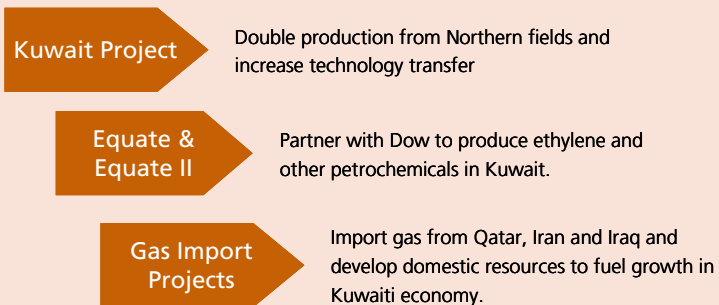 Kuwait Project
Double production from Northern fields and
increase technology transfer
Equate &
Equate II
Partner with Dow to produce ethylene and
other petrochemicals in Kuwait.
Gas Import
Projects
Import gas from Qatar, Iran and Iraq and
develop domestic resources to fuel growth in
Kuwaiti economy.